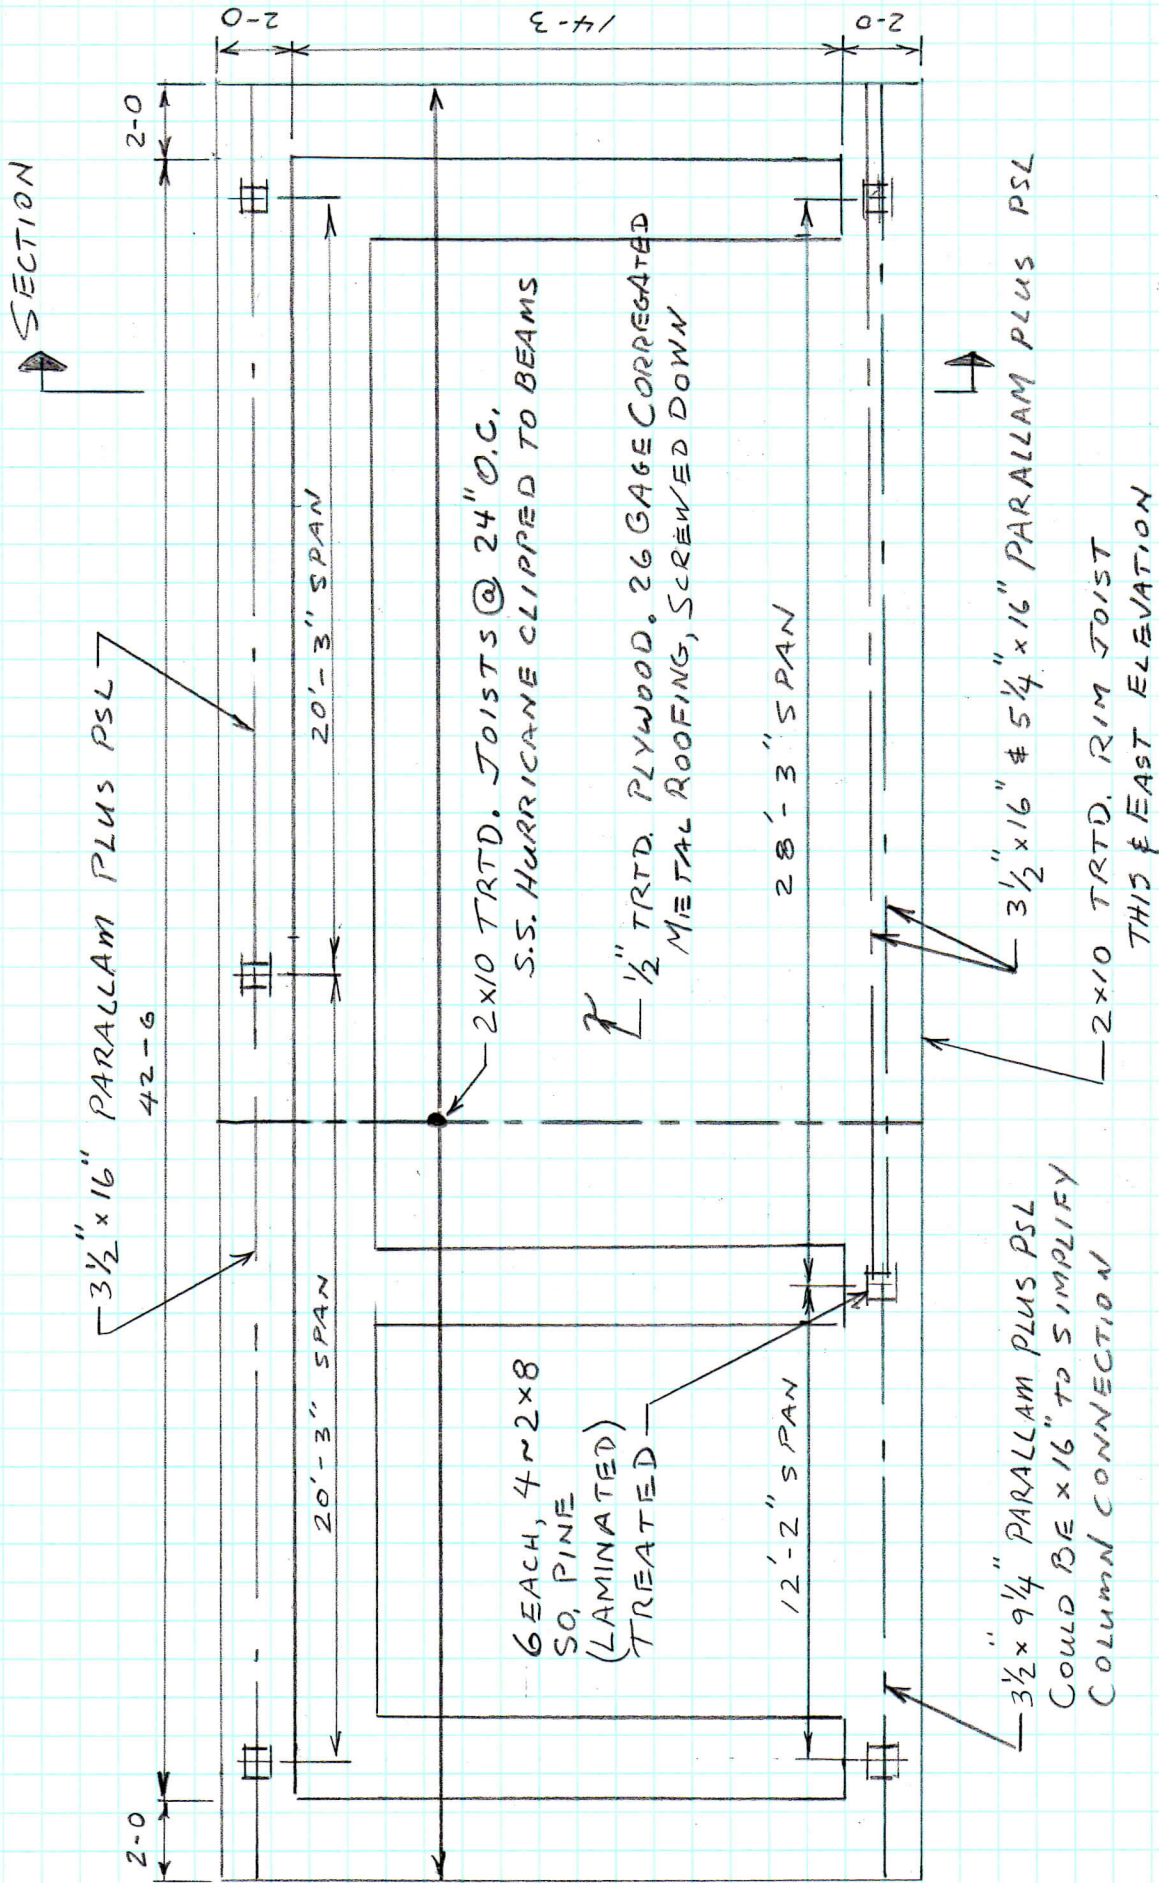 SECTION
2-0
42-6
2-0
3½" x 16" PARALLAM PLUS PSL
2-0
14-3
2-0
20'-3" SPAN
20'-3" SPAN
2x10 TRTD. JOISTS @ 24" O.C.
S.S. HURRICANE CLIPPED TO BEAMS
½" TRTD. PLYWOOD. 26 GAGE CORREGATED
METAL ROOFING, SCREWED DOWN
6 EACH, 4~2x8
SO. PINE
(LAMINATED)
TREATED
12'-2" SPAN
28'-3" SPAN
3½" x 9¼" PARALLAM PLUS PSL
COULD BE x 16" TO SIMPLIFY
COLUMN CONNECTION
3½" x 16" & 5¼" x 16" PARALLAM PLUS PSL
2x10 TRTD. RIM JOIST
THIS & EAST ELEVATION